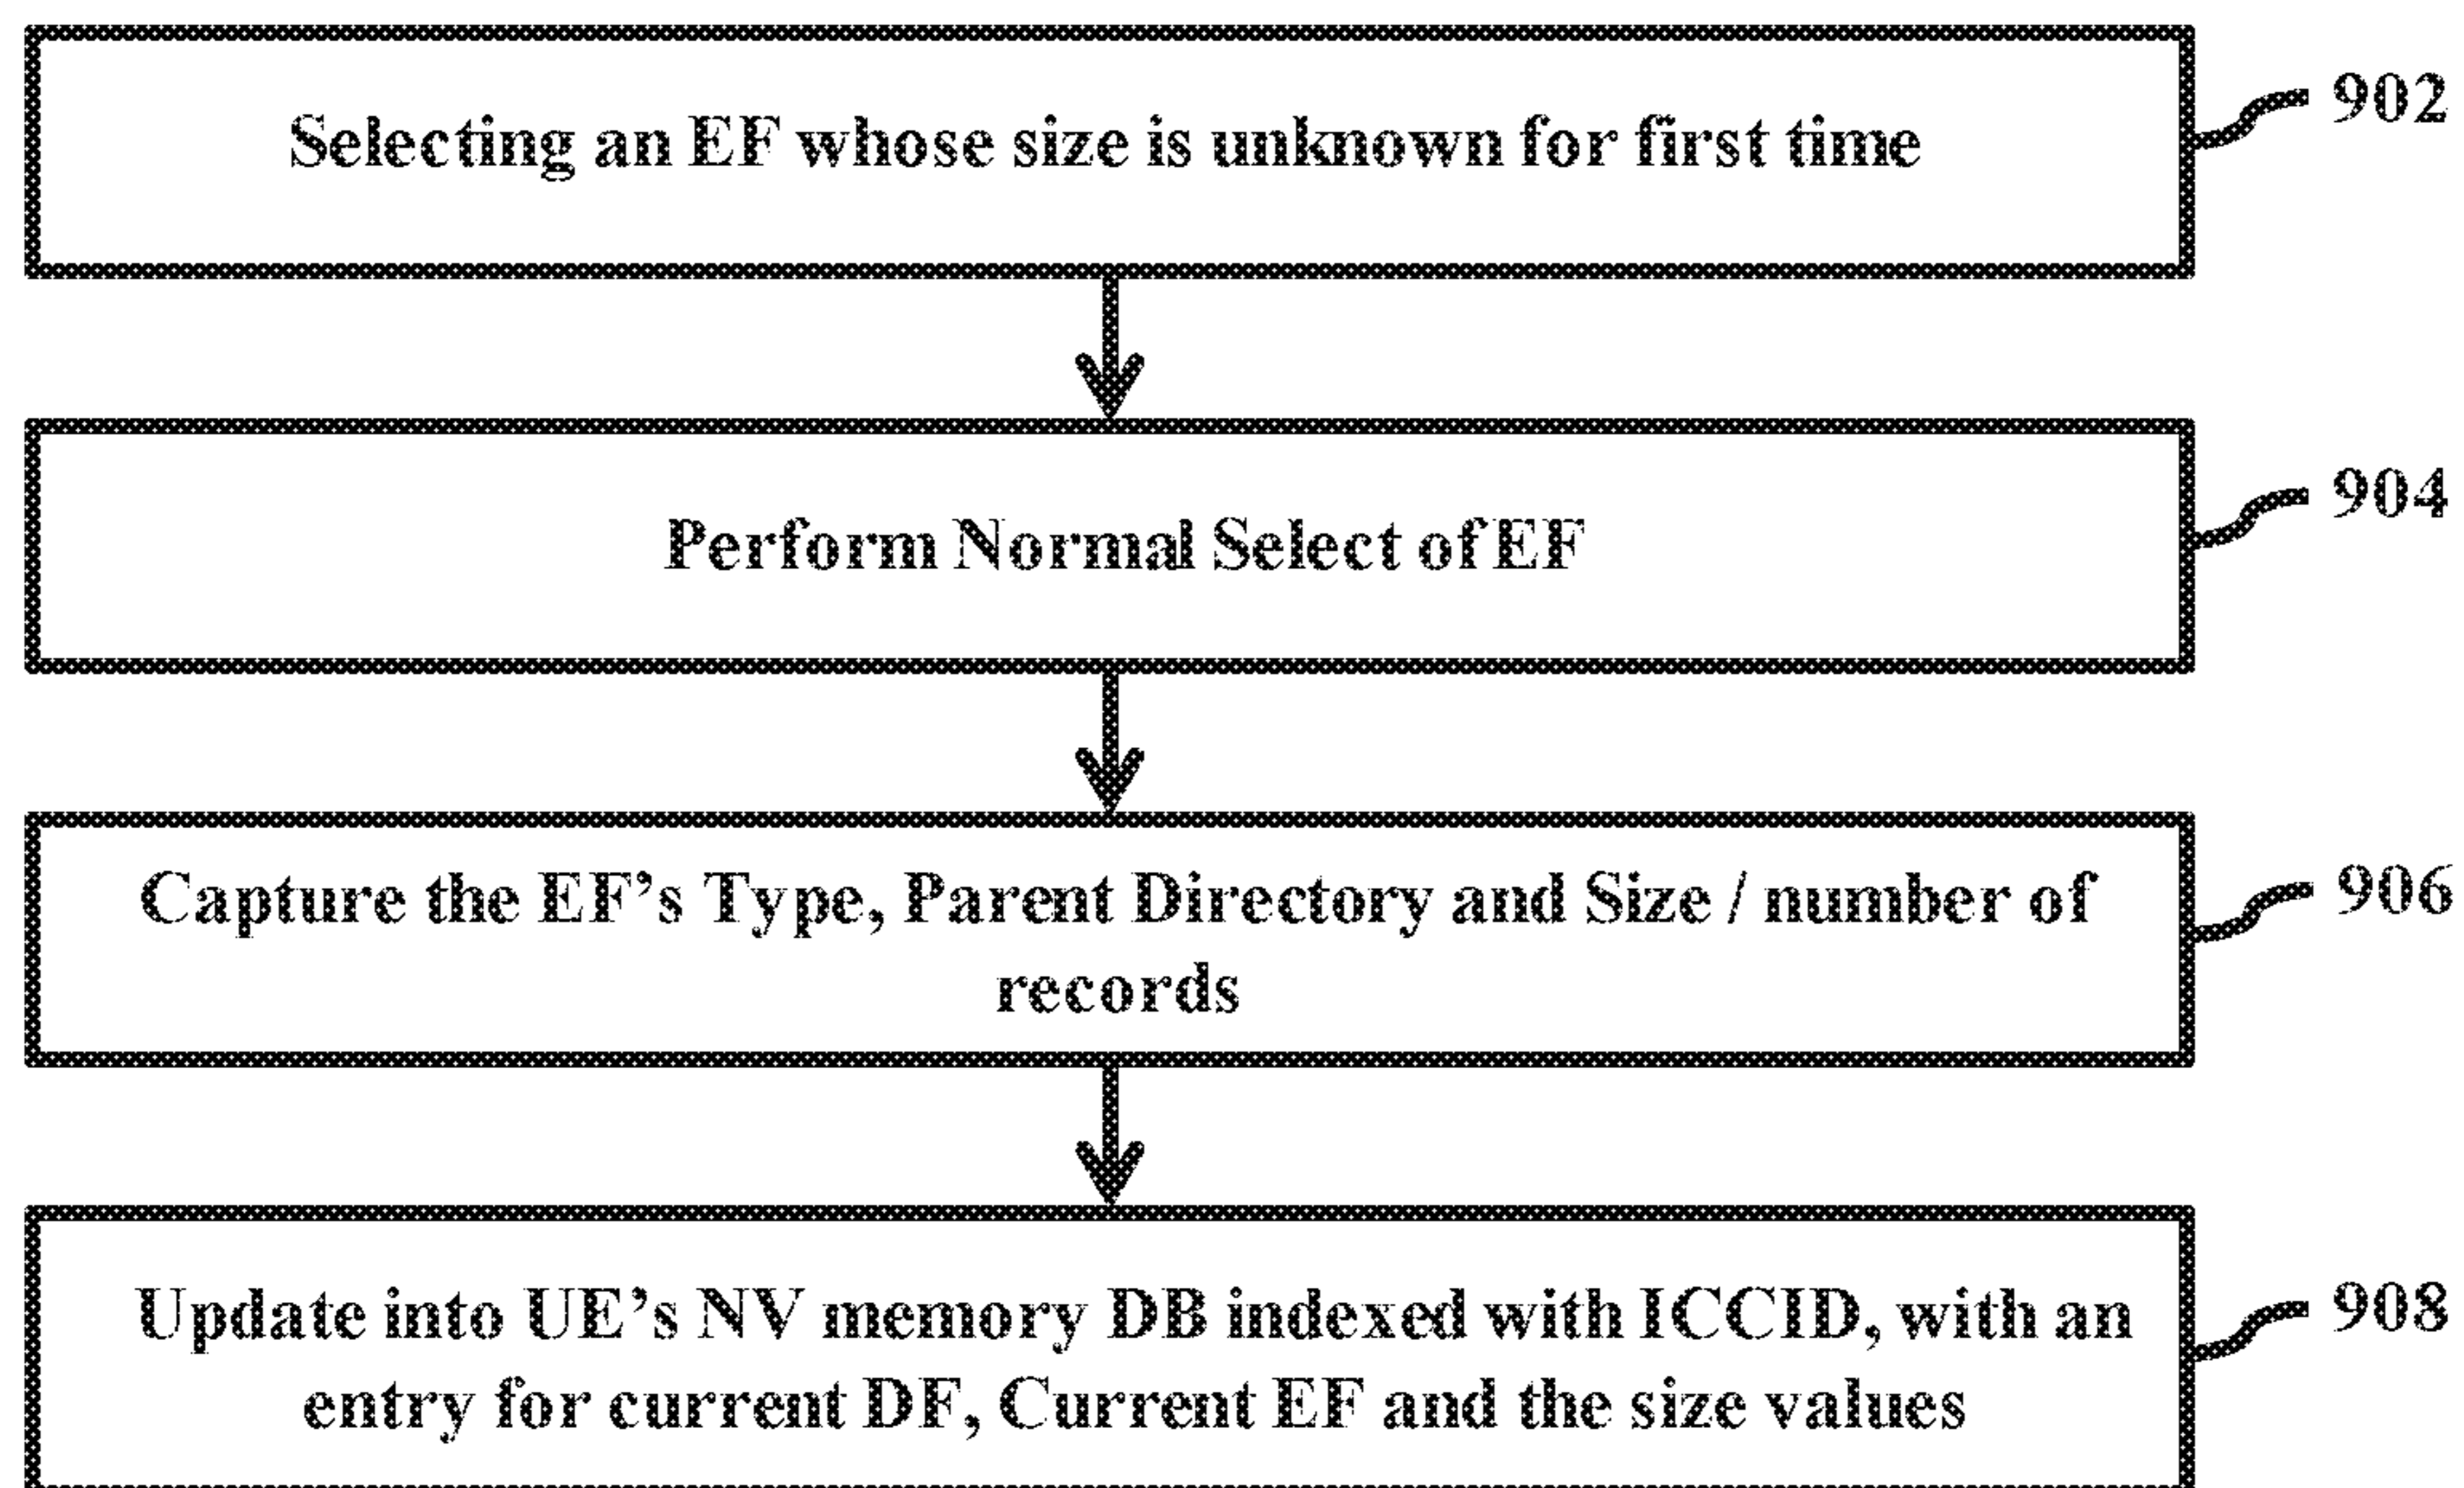 Selecting an EF whose size is unknown for first time
902
Perform Normal Select of EF
904
Capture the EF's Type, Parent Directory and Size / number of
records
906
Update into UE's NV memory DB indexed with ICCID, with an
entry for current DF, Current EF and the size values
908